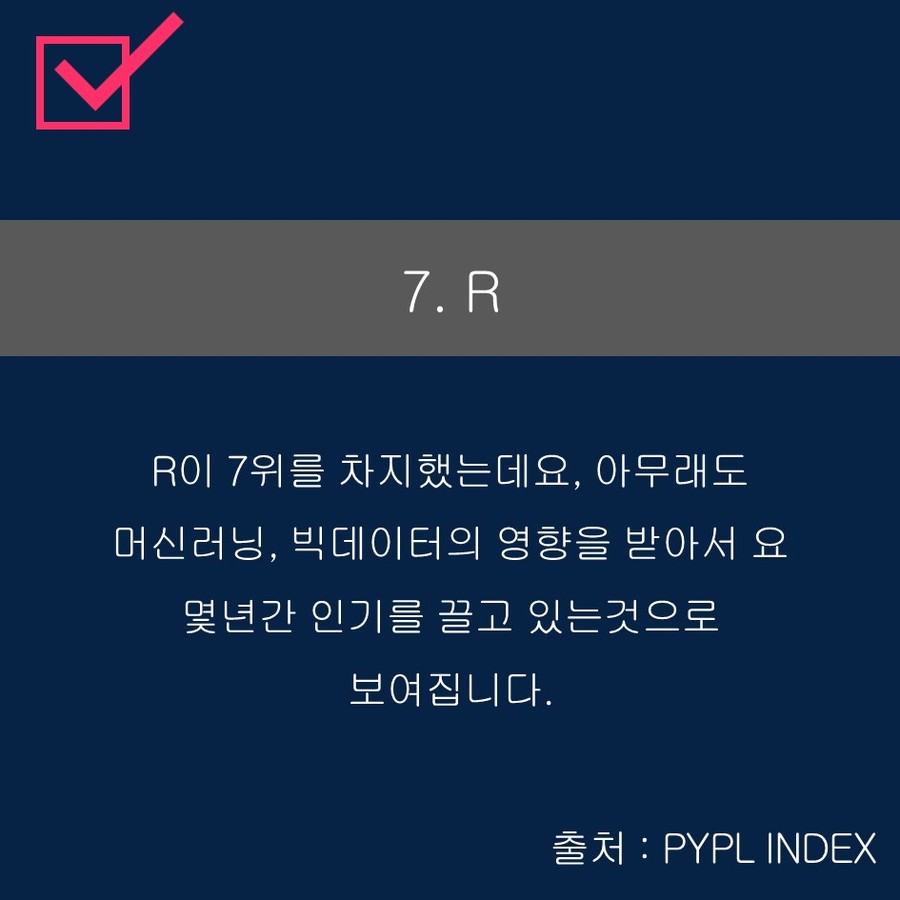 7. R
R이 7위를 차지했는데요, 아무래도
머신러닝, 빅데이터의 영향을 받아서 요
몇년간 인기를 끌고 있는것으로
보여집니다.
출처 : PYPL INDEX